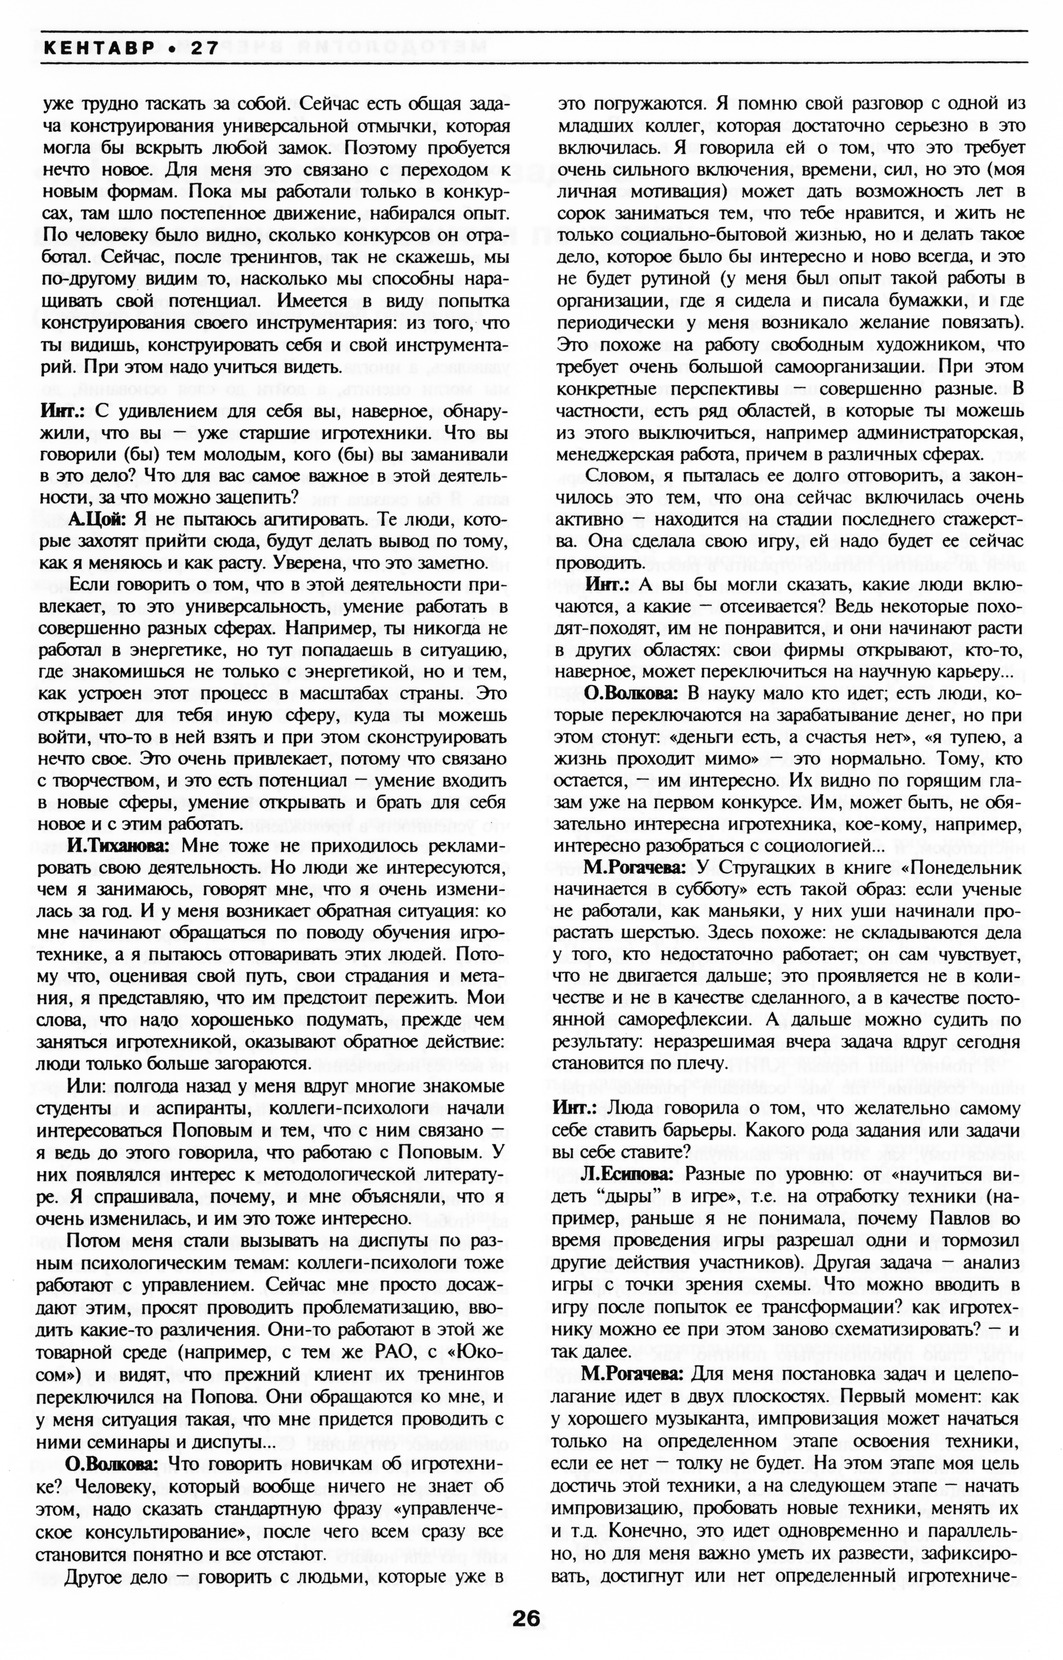 КЕНТАВР • 27
уже трудно таскать за собой. Сейчас есть общая зада-
ча конструирования универсальной отмычки, которая
могла бы вскрыть любой замок. Поэтому пробуется
нечто новое. Для меня это связано с переходом к
новым формам. Пока мы работали только в конкур-
сах, там шло постепенное движение, набирался опыт.
По человеку было видно, сколько конкурсов он отра-
ботал. Сейчас, после тренингов, так не скажешь, мы
по-другому видим то, насколько мы способны нара-
щивать свой потенциал. Имеется в виду попытка
конструирования своего инструментария: из того, что
ты видишь, конструировать себя и свой инструмента-
рий. При этом надо учиться видеть.
Инт.: С удивлением для себя вы, наверное, обнару-
жили, что вы — уже старшие игротехники. Что вы
говорили (бы) тем молодым, кого (бы) вы заманивали
в это дело? Что для вас самое важное в этой деятель-
ности, за что можно зацепить?
А.Цой: Я не пытаюсь агитировать. Те люди, кото-
рые захотят прийти сюда, будут делать вывод по тому,
как я меняюсь и как расту. Уверена, что это заметно.
Если говорить о том, что в этой деятельности при-
влекает, то это универсальность, умение работать в
совершенно разных сферах. Например, ты никогда не
работал в энергетике, но тут попадаешь в ситуацию,
где знакомишься не только с энергетикой, но и тем,
как устроен этот процесс в масштабах страны. Это
открывает для тебя иную сферу, куда ты можешь
войти, что-то в ней взять и при этом сконструировать
нечто свое. Это очень привлекает, потому что связано
с творчеством, и это есть потенциал — умение входить
в новые сферы, умение открывать и брать для себя
новое и с этим работать.
И.Тиханова: Мне тоже не приходилось реклами-
ровать свою деятельность. Но люди же интересуются,
чем я занимаюсь, говорят мне, что я очень измени-
лась за год. И у меня возникает обратная ситуация: ко
мне начинают обращаться по поводу обучения игро-
технике, а я пытаюсь отговаривать этих людей. Пото-
му что, оценивая свой путь, свои страдания и мета-
ния, я представляю, что им предстоит пережить. Мои
слова, что надо хорошенько подумать, прежде чем
заняться игротехникой, оказывают обратное действие:
люди только больше загораются.
Или: полгода назад у меня вдруг многие знакомые
студенты и аспиранты, коллеги-психологи начали
интересоваться Поповым и тем, что с ним связано —
я ведь до этого говорила, что работаю с Поповым. У
них появлялся интерес к методологической литерату-
ре. Я спрашивала, почему, и мне объясняли, что я
очень изменилась, и им это тоже интересно.
Потом меня стали вызывать на диспуты по раз-
ным психологическим темам: коллеги-психологи тоже
работают с управлением. Сейчас мне просто досаж-
дают этим, просят проводить проблематизацию, вво-
дить какие-то различения. Они-то работают в этой же
товарной среде (например, с тем же РАО, с «Юко-
сом») и видят, что прежний клиент их тренингов
переключился на Попова. Они обращаются ко мне, и
у меня ситуация такая, что мне придется проводить с
ними семинары и диспуты...
О.Волкова: Что говорить новичкам об игротехни-
ке? Человеку, который вообще ничего не знает об
этом, надо сказать стандартную фразу «управленче-
ское консультирование», после чего всем сразу все
становится понятно и все отстают.
Другое дело — говорить с людьми, которые уже в
это погружаются. Я помню свой разговор с одной из
младших коллег, которая достаточно серьезно в это
включилась. Я говорила ей о том, что это требует
очень сильного включения, времени, сил, но это (моя
личная мотивация) может дать возможность лет в
сорок заниматься тем, что тебе нравится, и жить не
только социально-бытовой жизнью, но и делать такое
дело, которое было бы интересно и ново всегда, и это
не будет рутиной (у меня был опыт такой работы в
организации, где я сидела и писала бумажки, и где
периодически у меня возникало желание повязать).
Это похоже на работу свободным художником, что
требует очень большой самоорганизации. При этом
конкретные перспективы — совершенно разные. В
частности, есть ряд областей, в которые ты можешь
из этого выключиться, например администраторская,
менеджерская работа, причем в различных сферах.
Словом, я пыталась ее долго отговорить, а закон-
чилось это тем, что она сейчас включилась очень
активно — находится на стадии последнего стажерст-
ва. Она сделала свою игру, ей надо будет ее сейчас
проводить.
Инт.: А вы бы могли сказать, какие люди вклю-
чаются, а какие — отсеивается? Ведь некоторые похо-
дят-походят, им не понравится, и они начинают расти
в других областях: свои фирмы открывают, кто-то,
наверное, может переключиться на научную карьеру...
О.Волкова: В науку мало кто идет; есть люди, ко-
торые переключаются на зарабатывание денег, но при
этом стонут: «деньги есть, а счастья нет», «я тупею, а
жизнь проходит мимо» — это нормально. Тому, кто
остается, — им интересно. Их видно по горящим гла-
зам уже на первом конкурсе. Им, может быть, не обя-
зательно интересна игротехника, кое-кому, например,
интересно разобраться с социологией...
М.Рогачева: У Стругацких в книге «Понедельник
начинается в субботу» есть такой образ: если ученые
не работали, как маньяки, у них уши начинали про-
растать шерстью. Здесь похоже: не складываются дела
у того, кто недостаточно работает; он сам чувствует,
что не двигается дальше; это проявляется не в коли-
честве и не в качестве сделанного, а в качестве посто-
янной саморефлексии. А дальше можно судить по
результату: неразрешимая вчера задача вдруг сегодня
становится по плечу.
Инт.: Люда говорила о том, что желательно самому
себе ставить барьеры. Какого рода задания или задачи
вы себе ставите?
Л.Есипова: Разные по уровню: от «научиться ви-
деть “дыры” в игре», т.е. на отработку техники (на-
пример, раньше я не понимала, почему Павлов во
время проведения игры разрешал одни и тормозил
другие действия участников). Другая задача — анализ
игры с точки зрения схемы. Что можно вводить в
игру после попыток ее трансформации? как игротех-
нику можно ее при этом заново схематизировать? — и
так далее.
М.Рогачева: Для меня постановка задач и целепо-
лагание идет в двух плоскостях. Первый момент: как
у хорошего музыканта, импровизация может начаться
только на определенном этапе освоения техники,
если ее нет — толку не будет. На этом этапе моя цель
достичь этой техники, а на следующем этапе — начать
импровизацию, пробовать новые техники, менять их
и т.д. Конечно, это идет одновременно и параллель-
но, но для меня важно уметь их развести, зафиксиро-
вать, достигнут или нет определенный игротехниче-
26